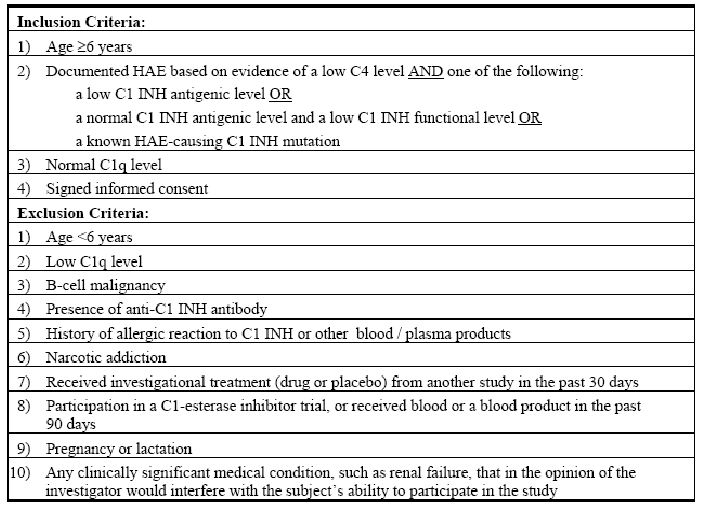 Inclusion Criteria:
1) Age ≥6 years
2) Documented HAE based on evidence of a low C4 level AND one of the following:
a low C1 INH antigenic level OR
a normal C1 INH antigenic level and a low C1 INH functional level OR
a known HAE-causing C1 INH mutation
3) Normal C1q level
4) Signed informed consent
Exclusion Criteria:
1) Age <6 years
2) Low C1q level
3) B-cell malignancy
4) Presence of anti-C1 INH antibody
5) History of allergic reaction to C1 INH or other blood / plasma products
6) Narcotic addiction
7) Received investigational treatment (drug or placebo) from another study in the past 30 days
8) Participation in a C1-esterase inhibitor trial, or received blood or a blood product in the past
90 days
9) Pregnancy or lactation
10) Any clinically significant medical condition, such as renal failure, that in the opinion of the
investigator would interfere with the subject's ability to participate in the study